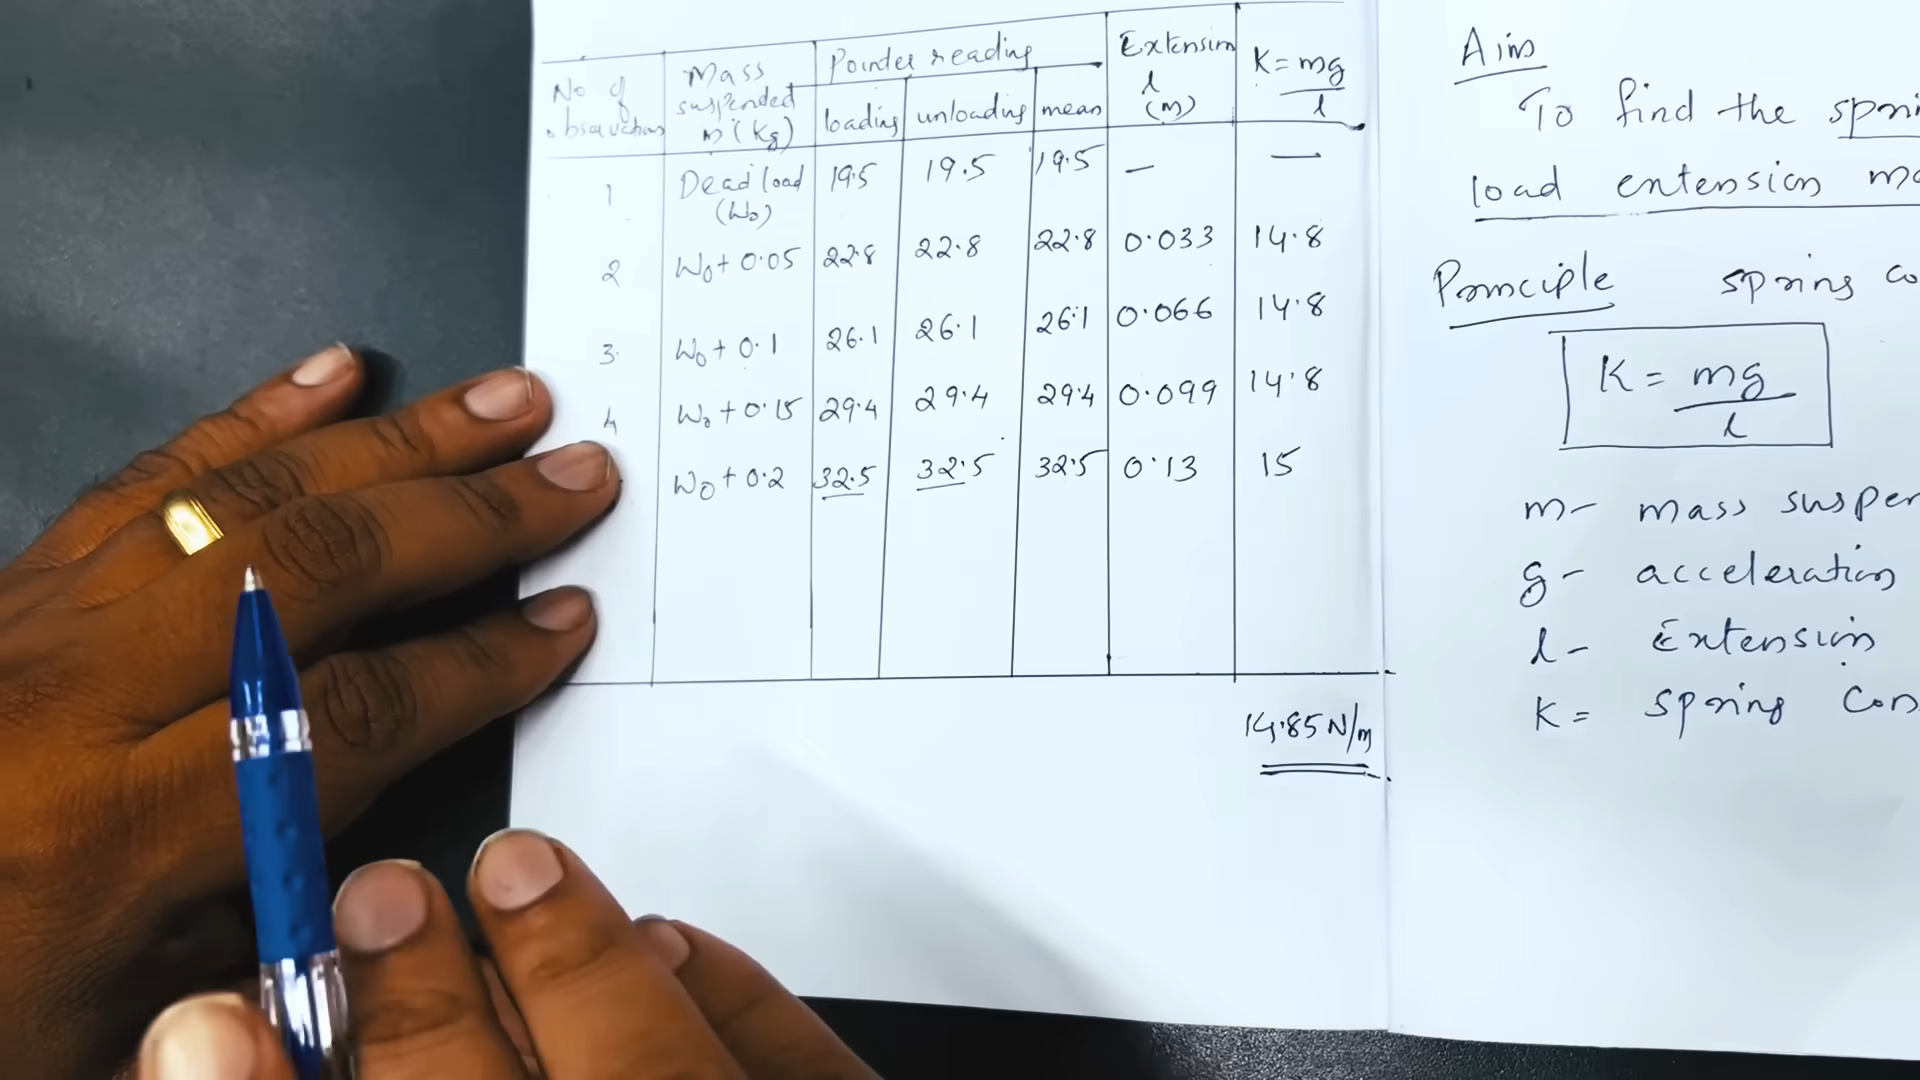 No of observations | Mass suspended m (Kg) | Pointer reading | Extension l (m) | K = mg/l
loading | unloading | mean
1 | Dead load (W0) | 19.5 | 19.5 | 19.5 | — | —
2 | W0 + 0.05 | 22.8 | 22.8 | 22.8 | 0.033 | 14.8
3. | W0 + 0.1 | 26.1 | 26.1 | 26.1 | 0.066 | 14.8
4 | W0 + 0.15 | 29.4 | 29.4 | 29.4 | 0.099 | 14.8
W0 + 0.2 | 32.5 | 32.5 | 32.5 | 0.13 | 15
14.85 N/m
Aim
To find the
load extension
Principle spring
K = mg/l
m - mass
g - acceleration
l - Extension
K = spring